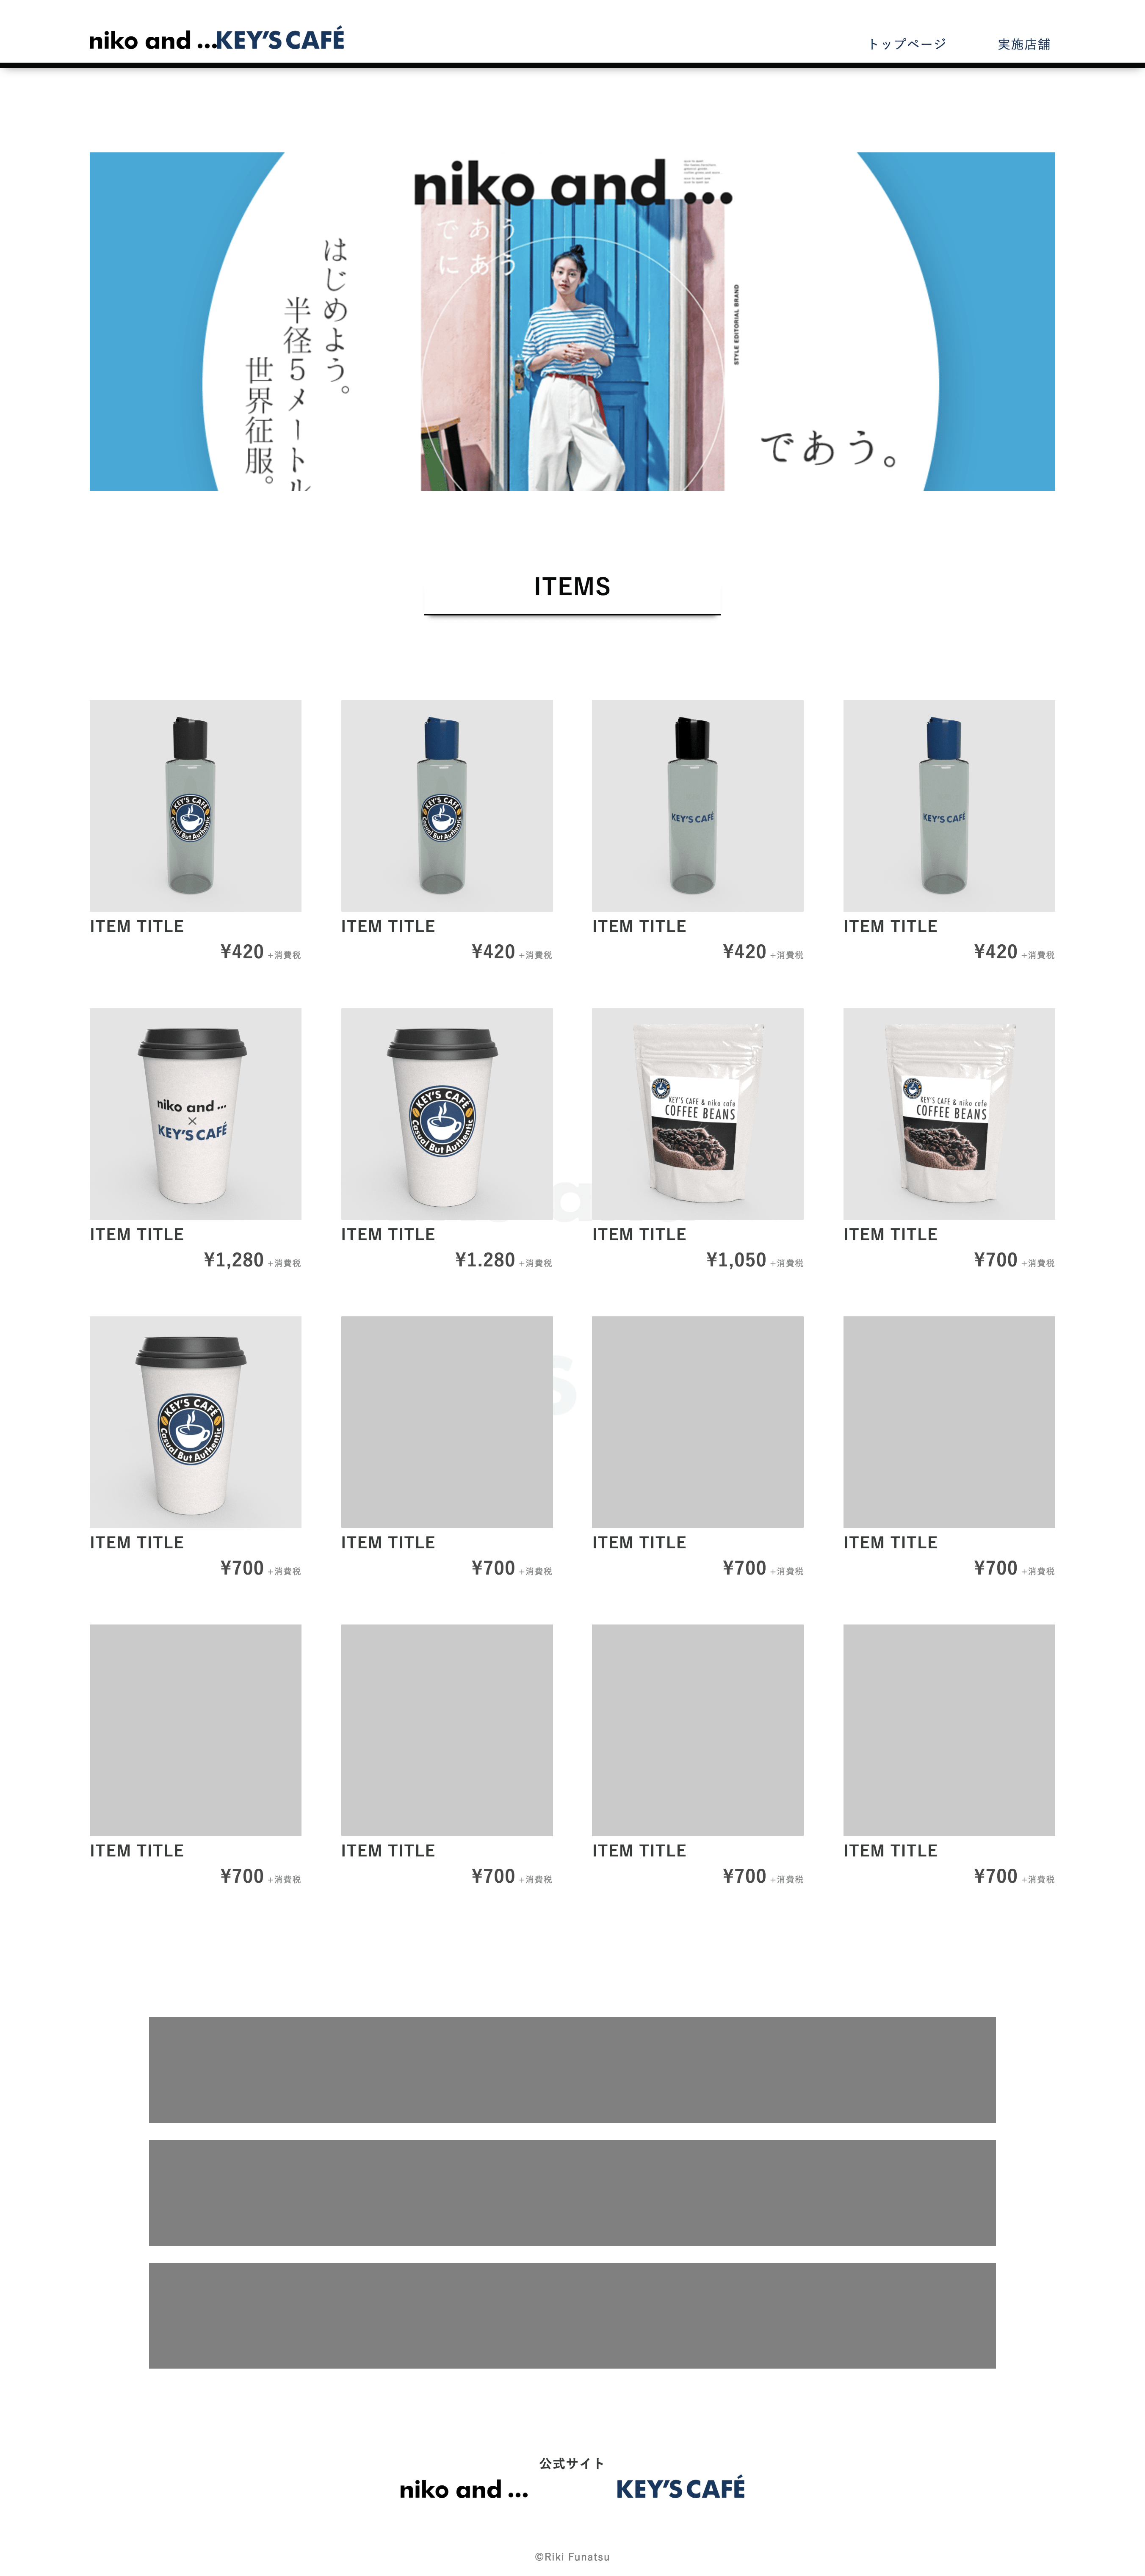 niko and ...KEY'S CAFÉ
トップページ
実施店舗
niko and ...
であう
にあう
はじめよう。
半径5メートル
世界征服。
STYLE EDITORIAL BRAND
であう。
ITEMS
KEY'S CAFÉ
Casual But Authentic
KEY'S CAFÉ
Casual But Authentic
KEY'S CAFÉ
KEY'S CAFÉ
ITEM TITLE
¥420 +消費税
ITEM TITLE
¥420 +消費税
ITEM TITLE
¥420 +消費税
ITEM TITLE
¥420 +消費税
niko and ...
×
KEY'S CAFÉ
KEY'S CAFÉ
Casual But Authentic
KEY'S CAFE & niko cafe
COFFEE BEANS
KEY'S CAFE & niko cafe
COFFEE BEANS
a
ITEM TITLE
¥1,280 +消費税
ITEM TITLE
¥1.280 +消費税
ITEM TITLE
¥1,050 +消費税
ITEM TITLE
¥700 +消費税
KEY'S CAFÉ
Casual But Authentic
s
ITEM TITLE
¥700 +消費税
ITEM TITLE
¥700 +消費税
ITEM TITLE
¥700 +消費税
ITEM TITLE
¥700 +消費税
ITEM TITLE
¥700 +消費税
ITEM TITLE
¥700 +消費税
ITEM TITLE
¥700 +消費税
ITEM TITLE
¥700 +消費税
公式サイト
niko and ...
KEY'S CAFÉ
©Riki Funatsu